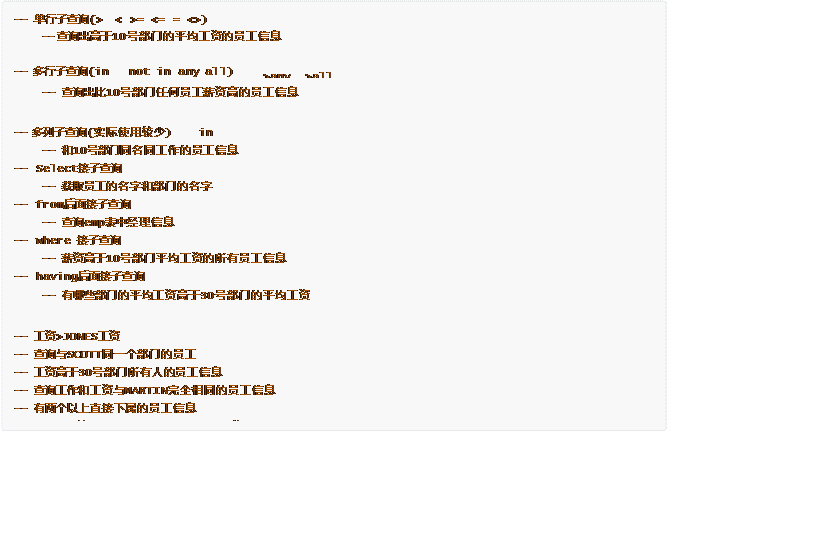 -- 单行子查询(> < >= <= = <>)
-- 查询出高于10号部门的平均工资的员工信息
-- 多行子查询(in not in any all) >any >all
-- 查询出比10号部门任何员工薪资高的员工信息
-- 多列子查询(实际使用较少) in
-- 和10号部门同名同工作的员工信息
-- Select接子查询
-- 获取员工的名字和部门的名字
-- from后面接子查询
-- 查询emp表中经理信息
-- where 接子查询
-- 薪资高于10号部门平均工资的所有员工信息
-- having后面接子查询
-- 有哪些部门的平均工资高于30号部门的平均工资
-- 工资>JONES工资
-- 查询与SCOTT同一个部门的员工
-- 工资高于30号部门所有人的员工信息
-- 查询工作和工资与MARTIN完全相同的员工信息
-- 有两个以上直接下属的员工信息